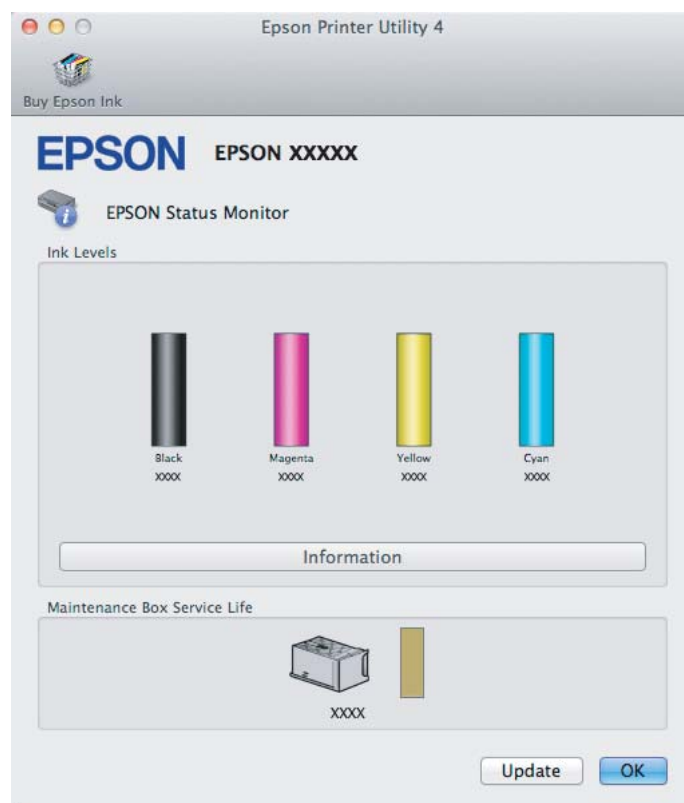 Epson Printer Utility 4
Buy Epson Ink
EPSON EPSON XXXXX
EPSON Status Monitor
Ink Levels
Black Magenta Yellow Cyan
XXXX XXXX XXXX XXXX
Information
Maintenance Box Service Life
XXXX
Update OK